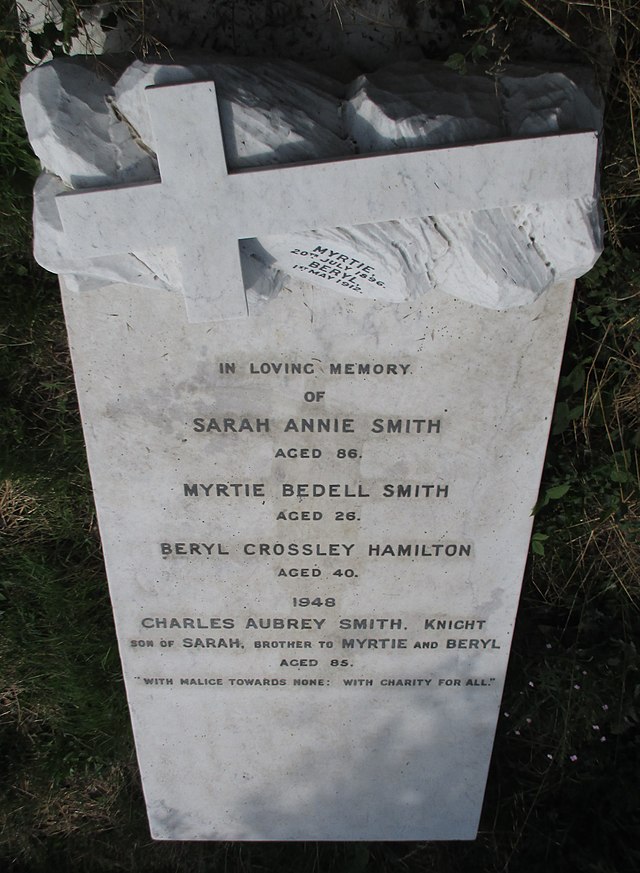 MYRTIE
20TH JULY 1896.
BERYL.
1ST MAY 1912.
IN LOVING MEMORY
OF
SARAH ANNIE SMITH
AGED 86.
MYRTIE BEDELL SMITH
AGED 26.
BERYL CROSSLEY HAMILTON
AGED 40.
1948
CHARLES AUBREY SMITH. KNIGHT
SON OF SARAH, BROTHER TO MYRTIE AND BERYL
AGED 85.
"WITH MALICE TOWARDS NONE: WITH CHARITY FOR ALL."